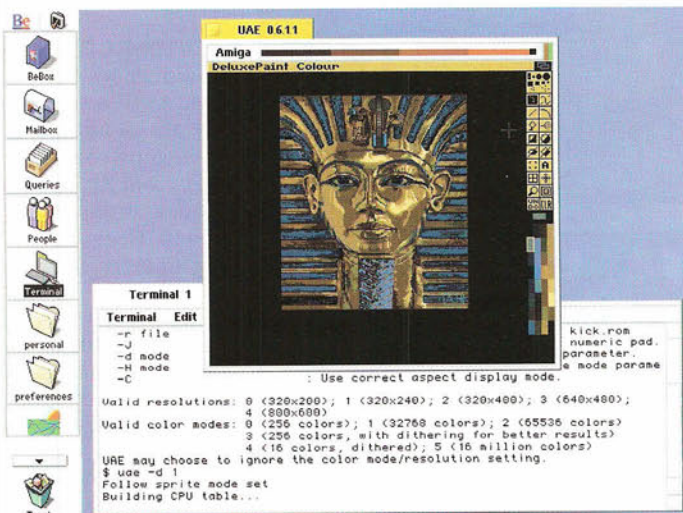 Be
BeBox
Mailbox
Queries
People
Terminal
personal
preferences
UAE 0.6.1.1
Amiga
DeluxePaint Colour
A
Terminal 1
Terminal Edit
-r file kick.rom
-J numeric pad.
-d mode parameter.
-H mode e mode parame
-C : Use correct aspect display mode.
Valid resolutions: 0 (320x200); 1 (320x240); 2 (320x400); 3 (640x480);
4 (800x600)
Valid color modes: 0 (256 colors); 1 (32768 colors); 2 (65536 colors)
3 (256 colors, with dithering for better results)
4 (16 colors, dithered); 5 (16 million colors)
UAE may choose to ignore the color mode/resolution setting.
$ uae -d 1
Follow sprite mode set
Building CPU table...